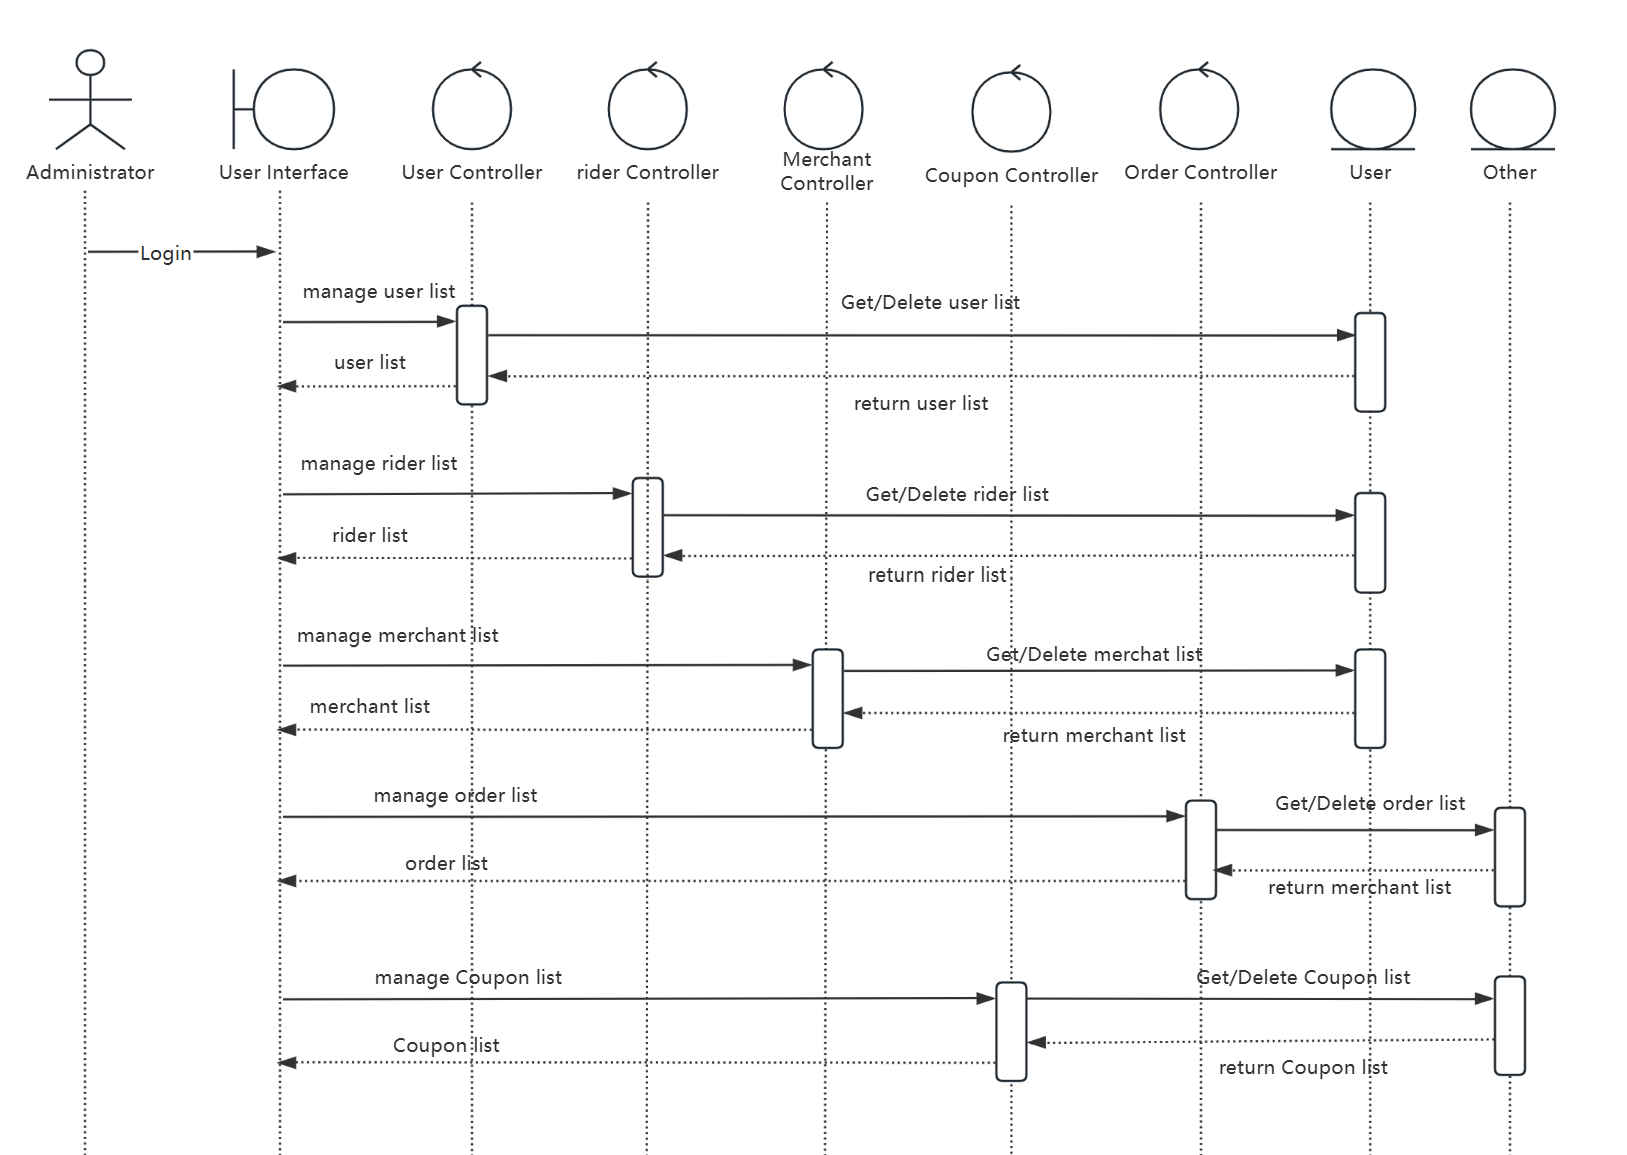 Administrator
User Interface
User Controller
rider Controller
Merchant
Controller
Coupon Controller
Order Controller
User
Other
Login
manage user list
Get/Delete user list
user list
return user list
manage rider list
Get/Delete rider list
rider list
return rider list
manage merchant list
Get/Delete merchat list
merchant list
return merchant list
manage order list
Get/Delete order list
order list
return merchant list
manage Coupon list
Get/Delete Coupon list
Coupon list
return Coupon list